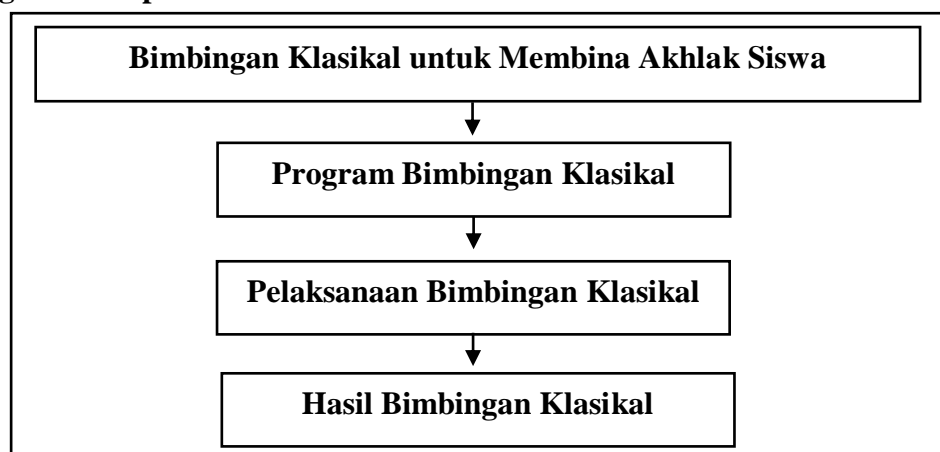 Bimbingan Klasikal untuk Membina Akhlak Siswa
Program Bimbingan Klasikal
Pelaksanaan Bimbingan Klasikal
Hasil Bimbingan Klasikal